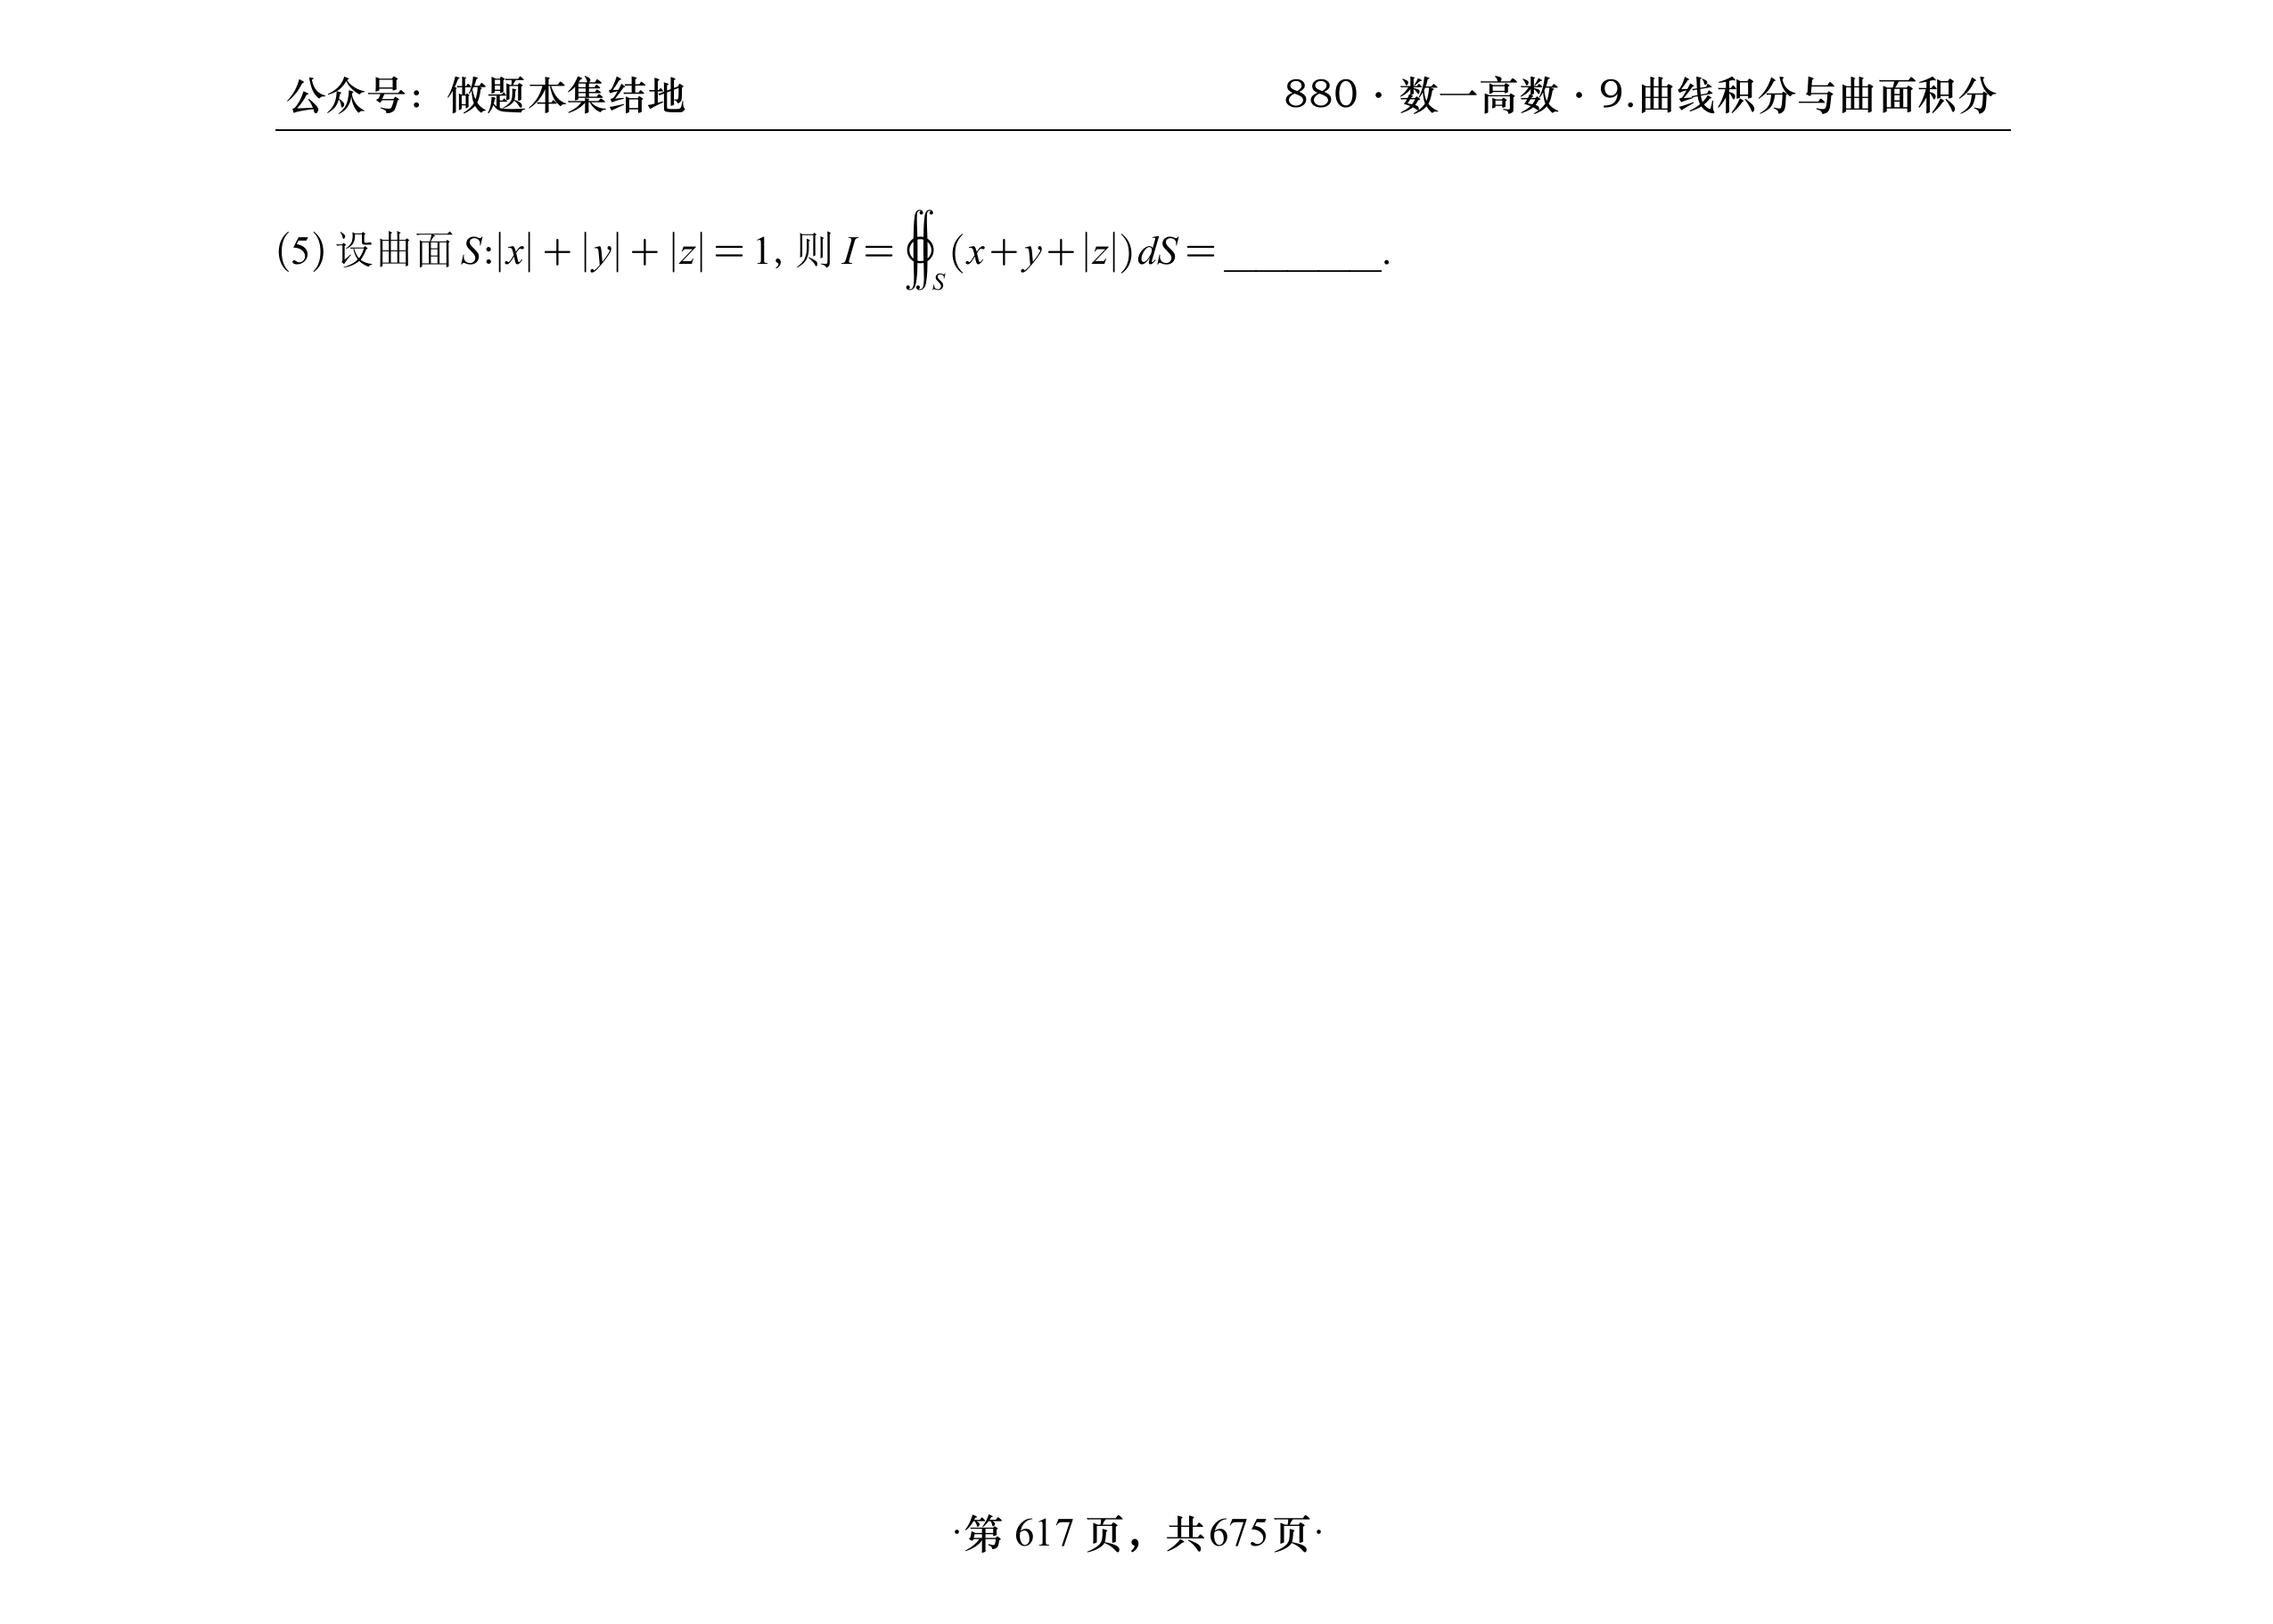 公众号：做题本集结地 880·数一高数·9.曲线积分与曲面积分
(5) 设曲面 S:|x| + |y| + |z| = 1, 则 I = ∯_S (x+y+|z|)dS = ________.
·第 617 页，共675页·